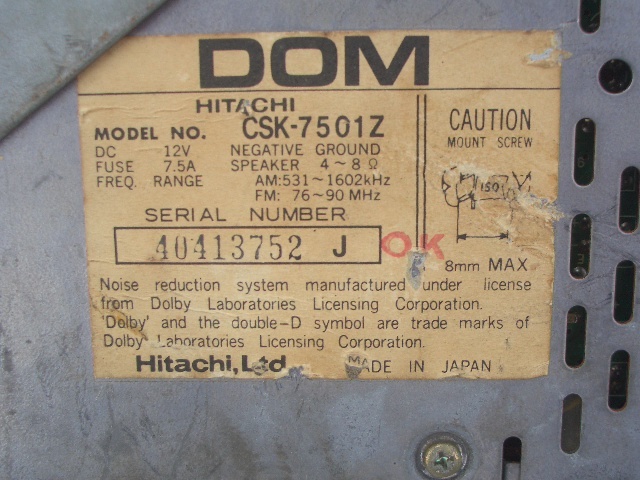 DOM
HITACHI
MODEL NO. CSK-7501Z
DC 12V NEGATIVE GROUND
FUSE 7.5A SPEAKER 4~8Ω
FREQ. RANGE AM:531~1602kHz
FM: 76~90MHz
SERIAL NUMBER
40413752 J OK
CAUTION
MOUNT SCREW
ISO
8mm MAX
Noise reduction system manufactured under license
from Dolby Laboratories Licensing Corporation.
'Dolby' and the double-D symbol are trade marks of
Dolby Laboratories Licensing Corporation.
Hitachi, Ltd. MADE IN JAPAN